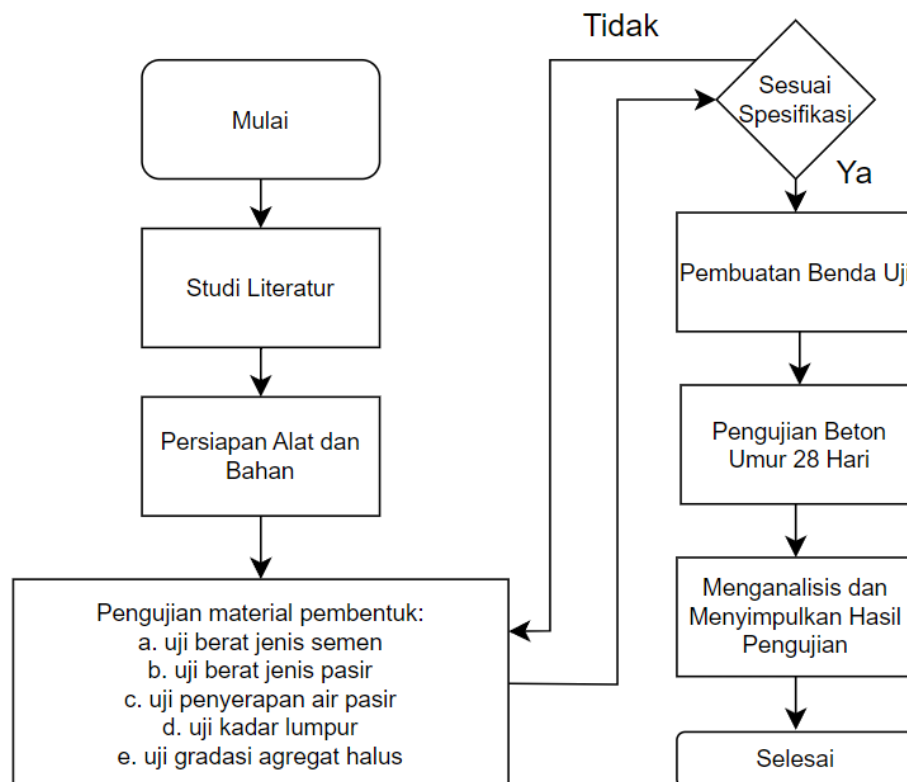 Mulai
Studi Literatur
Persiapan Alat dan
Bahan
Pengujian material pembentuk:
a. uji berat jenis semen
b. uji berat jenis pasir
c. uji penyerapan air pasir
d. uji kadar lumpur
e. uji gradasi agregat halus
Tidak
Sesuai
Spesifikasi
Ya
Pembuatan Benda Uji
Pengujian Beton
Umur 28 Hari
Menganalisis dan
Menyimpulkan Hasil
Pengujian
Selesai